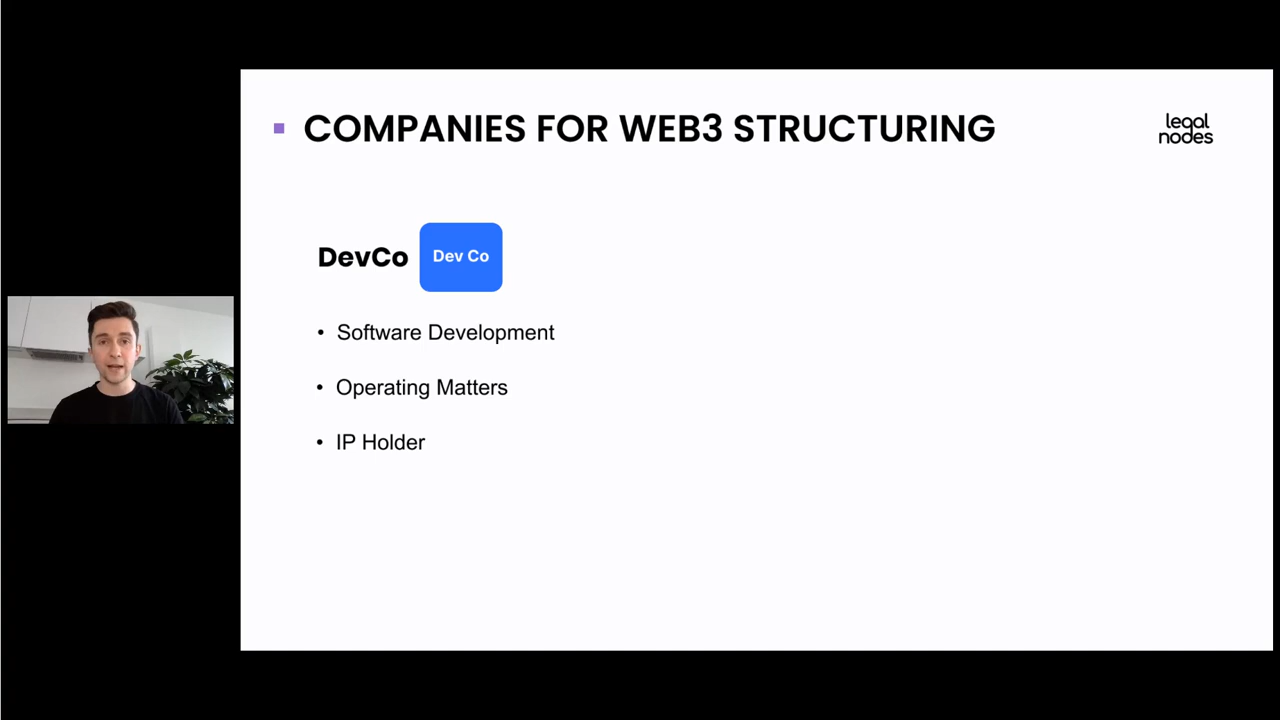 COMPANIES FOR WEB3 STRUCTURING
legal
nodes
DevCo
Dev Co
• Software Development
• Operating Matters
• IP Holder